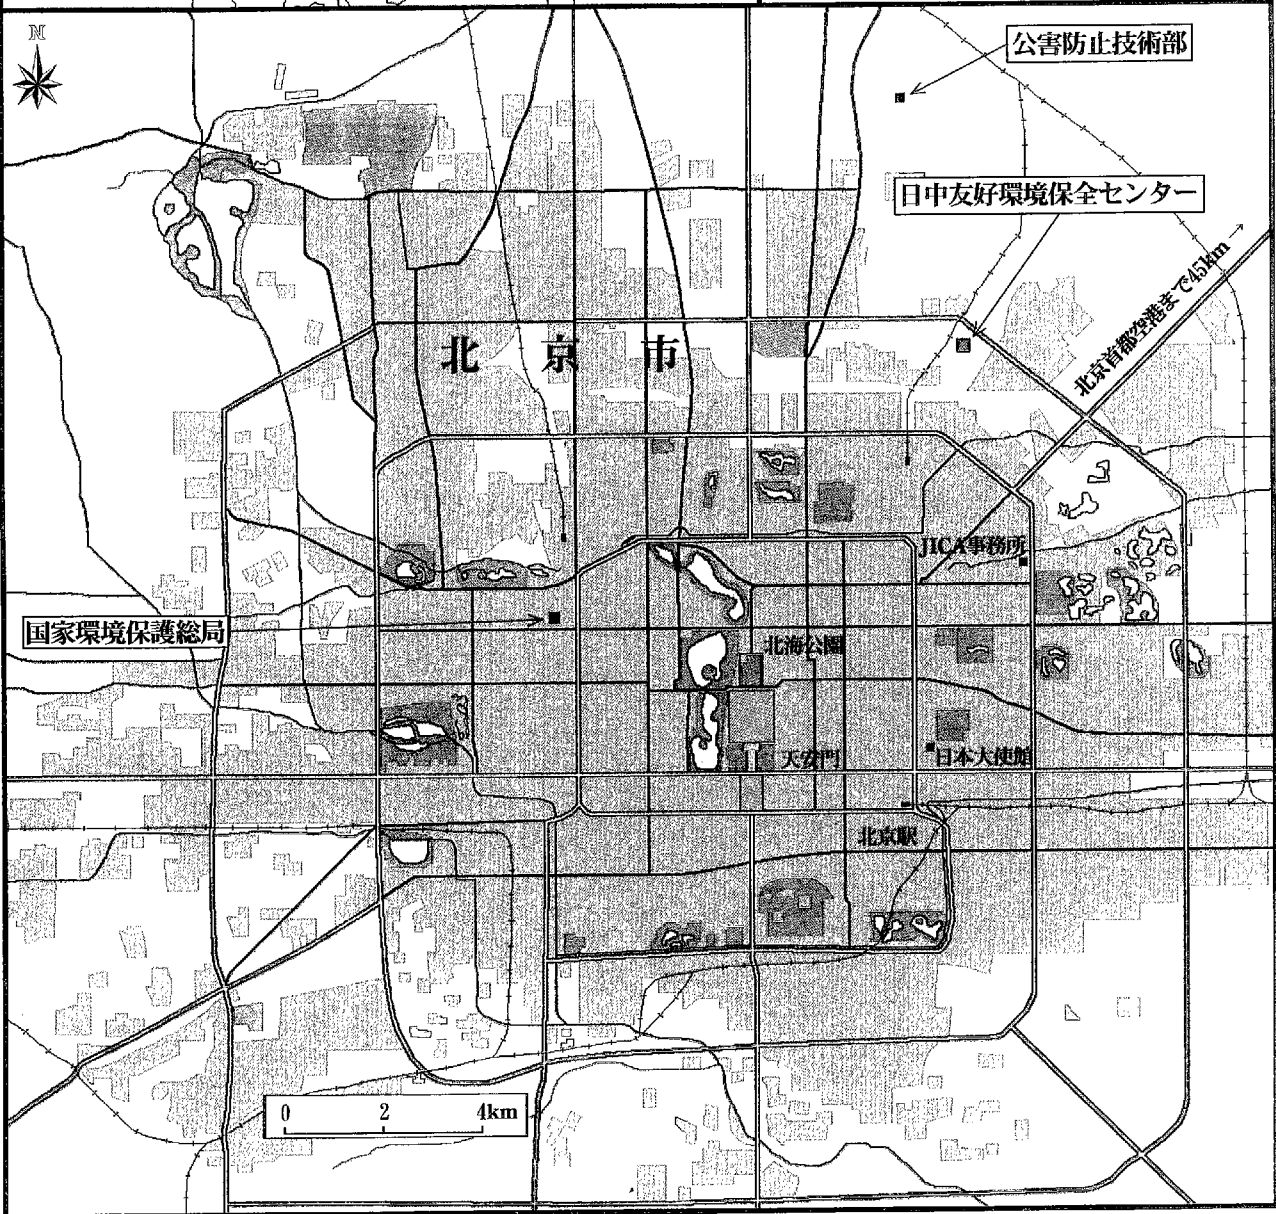 N
公害防止技術部
日中友好環境保全センター
北京首都空港まで45km
北京市
JICA事務所
国家環境保護総局
北海公園
天安門
日本大使館
北京駅
0 2 4km